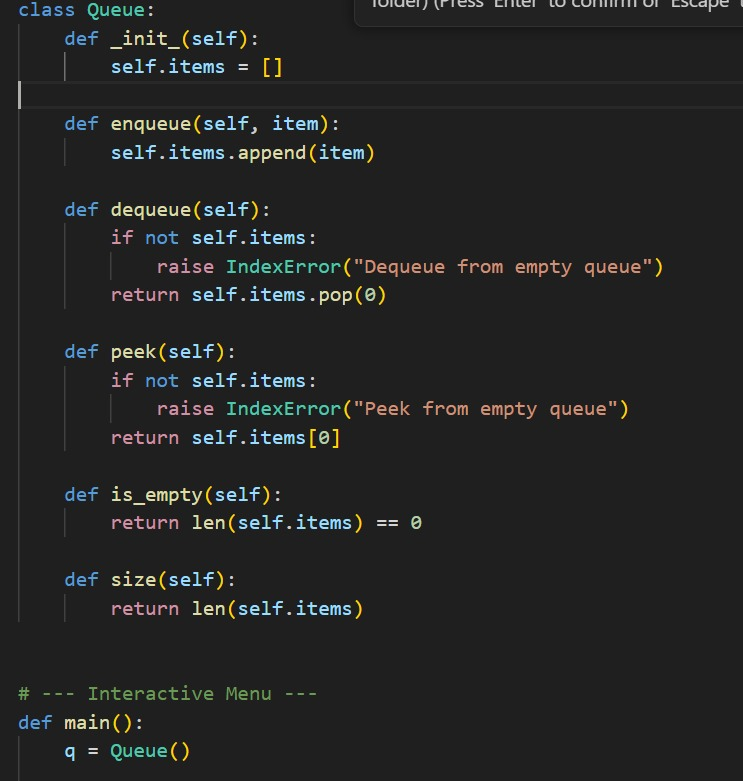 class Queue:
folder) (Press 'Enter' to confirm or 'Escape'
    def _init_(self):
        self.items = []

    def enqueue(self, item):
        self.items.append(item)

    def dequeue(self):
        if not self.items:
            raise IndexError("Dequeue from empty queue")
        return self.items.pop(0)

    def peek(self):
        if not self.items:
            raise IndexError("Peek from empty queue")
        return self.items[0]

    def is_empty(self):
        return len(self.items) == 0

    def size(self):
        return len(self.items)


# --- Interactive Menu ---
def main():
    q = Queue()